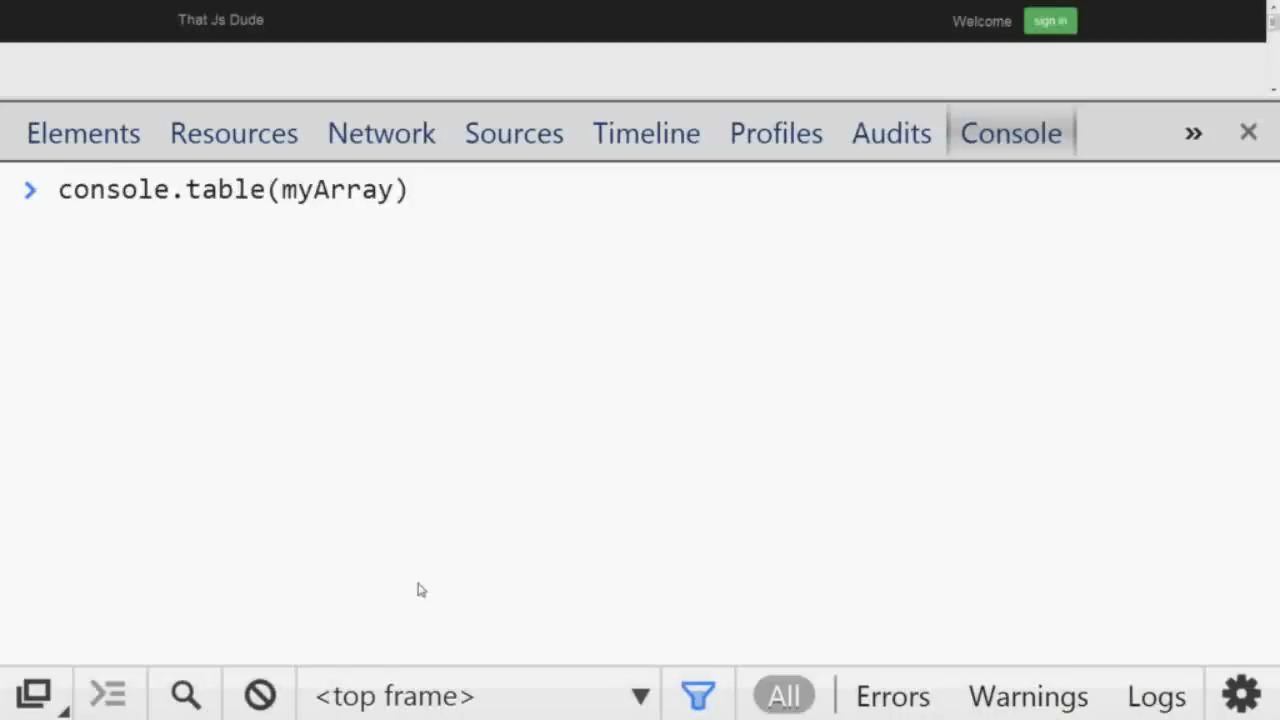 That Js Dude
Welcome sign in
Elements Resources Network Sources Timeline Profiles Audits Console » ×
> console.table(myArray)
<top frame> ▼ All Errors Warnings Logs